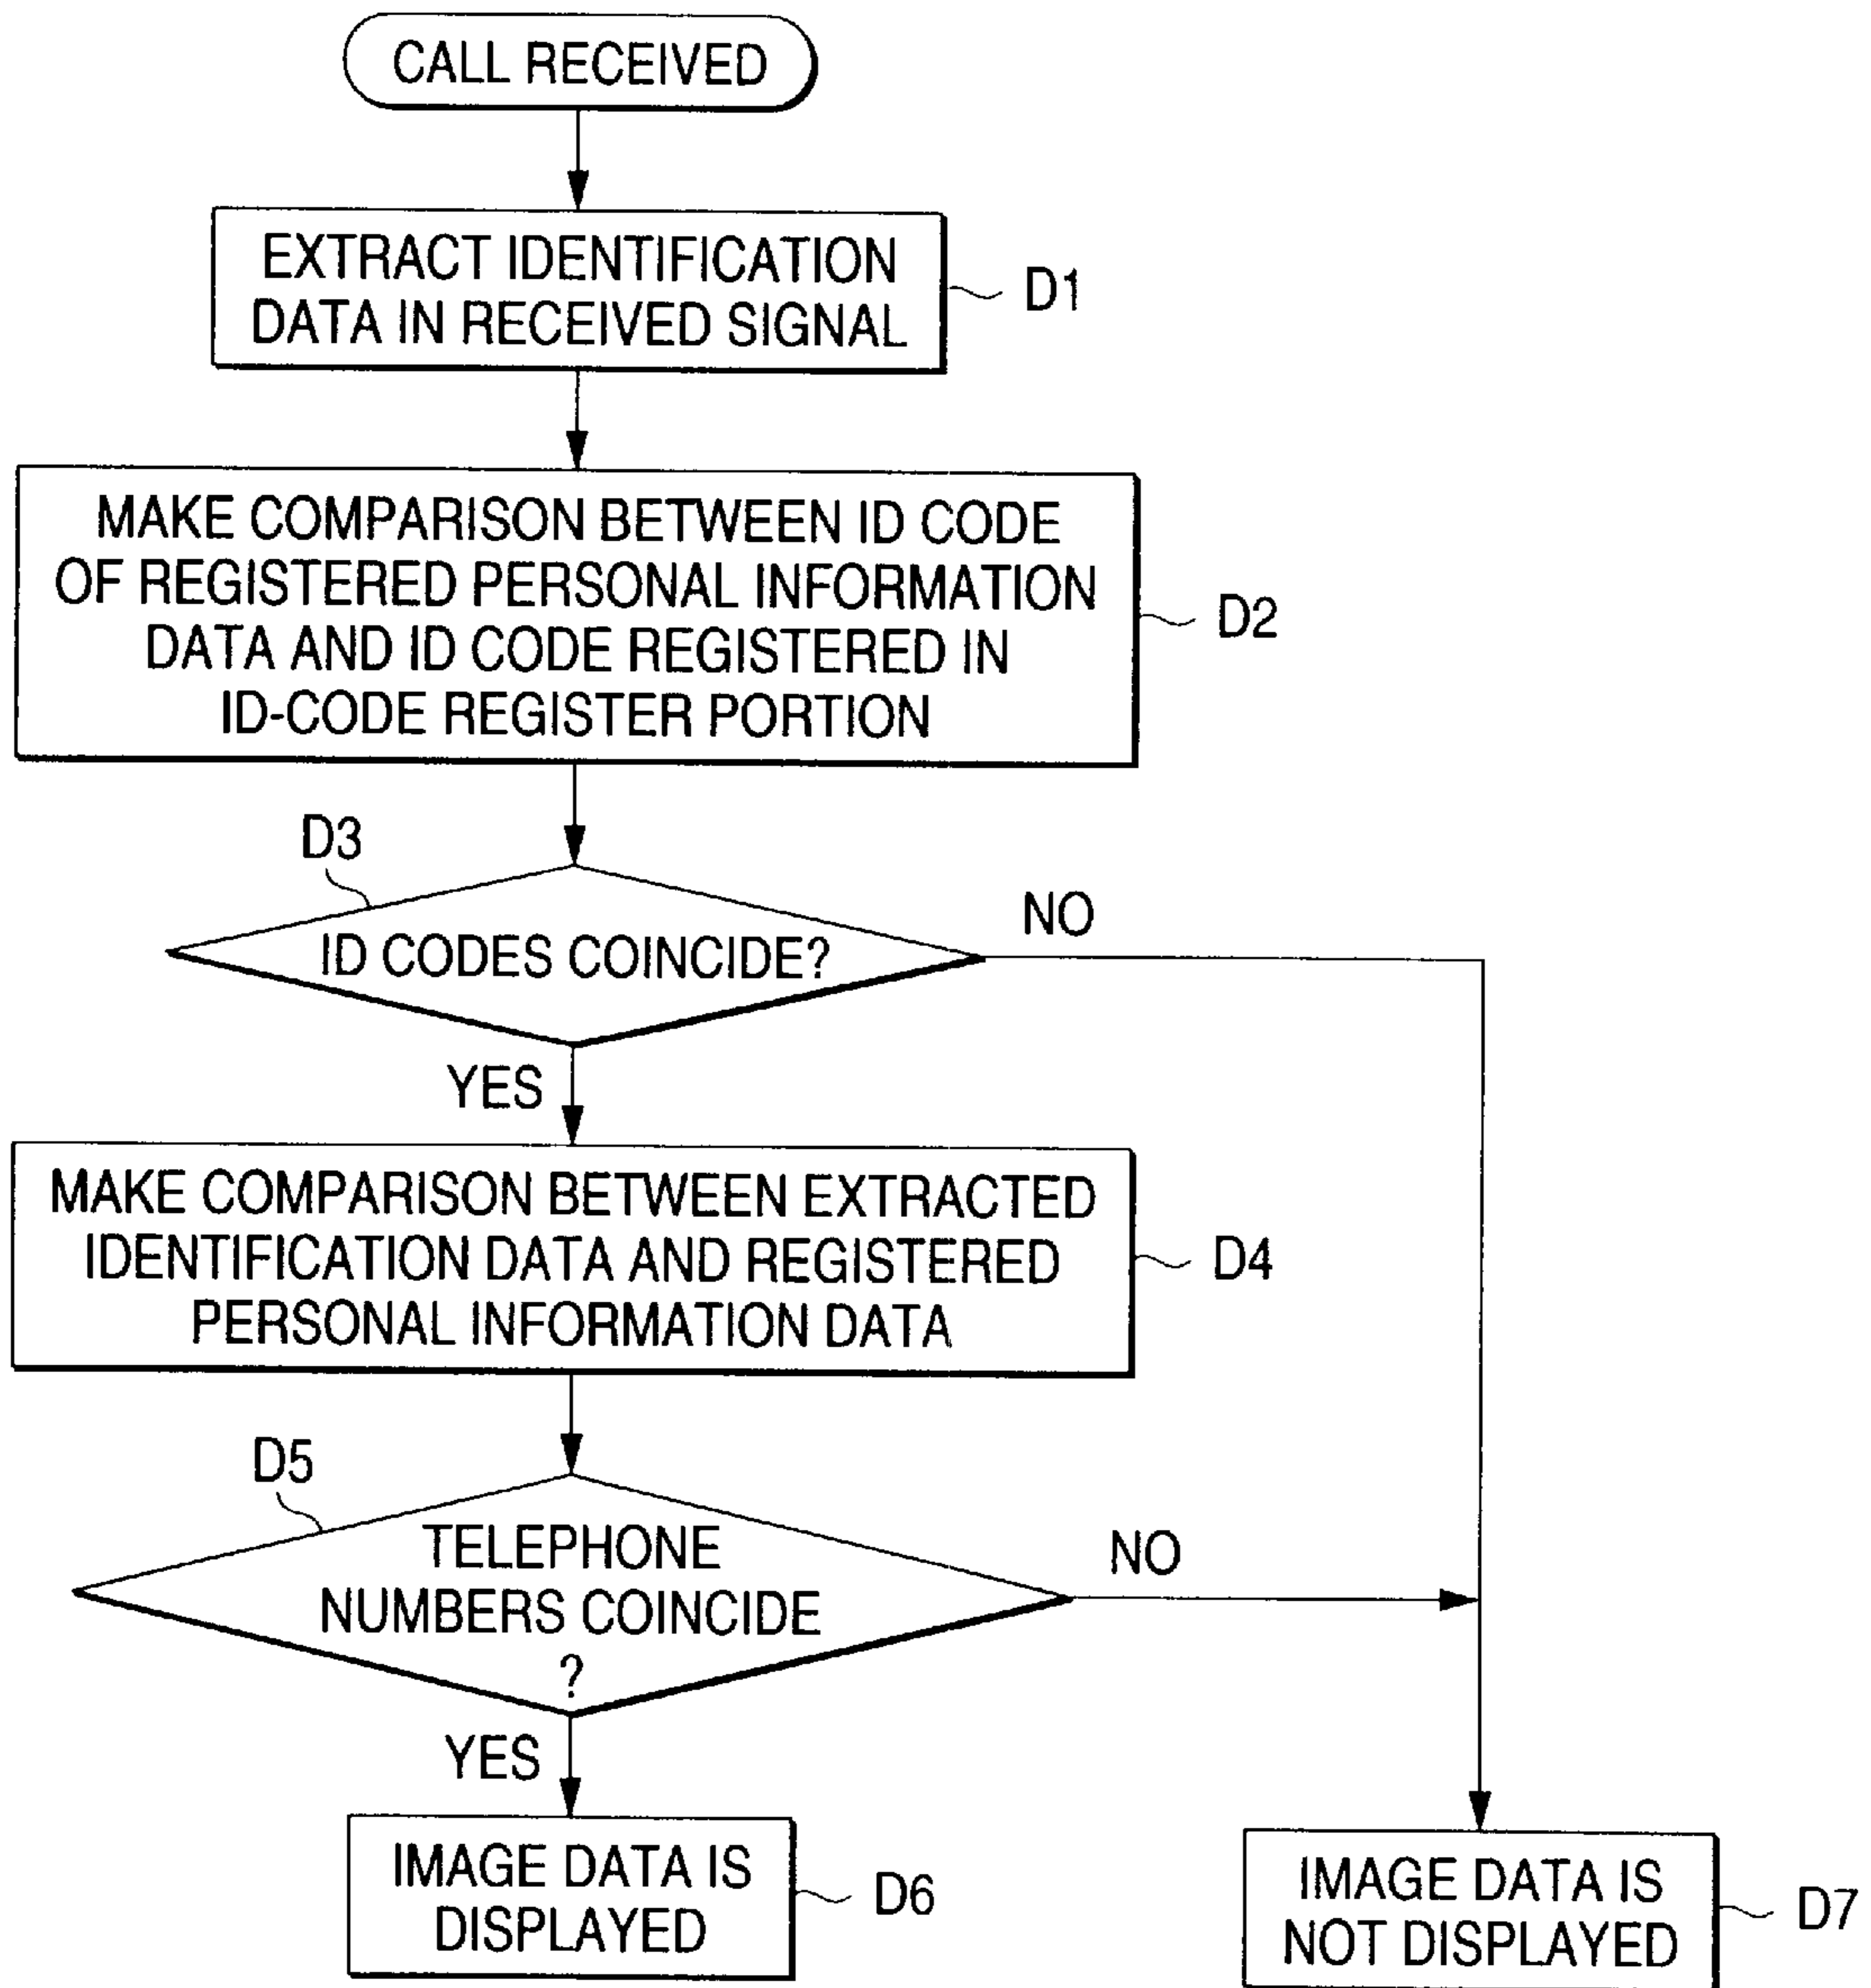 CALL RECEIVED
EXTRACT IDENTIFICATION
DATA IN RECEIVED SIGNAL
D1
MAKE COMPARISON BETWEEN ID CODE
OF REGISTERED PERSONAL INFORMATION
DATA AND ID CODE REGISTERED IN
ID-CODE REGISTER PORTION
D2
D3
ID CODES COINCIDE?
NO
YES
MAKE COMPARISON BETWEEN EXTRACTED
IDENTIFICATION DATA AND REGISTERED
PERSONAL INFORMATION DATA
D4
D5
TELEPHONE
NUMBERS COINCIDE
?
NO
YES
IMAGE DATA IS
DISPLAYED
D6
IMAGE DATA IS
NOT DISPLAYED
D7